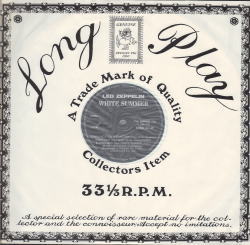 GENUINE
Long Play
A Trade Mark of Quality
LED ZEPPELIN
WHITE SUMMER
Collectors Item
33⅓ R.P.M.
A special selection of rare material for the col-
lector and the connoisseur. Accept no imitations.